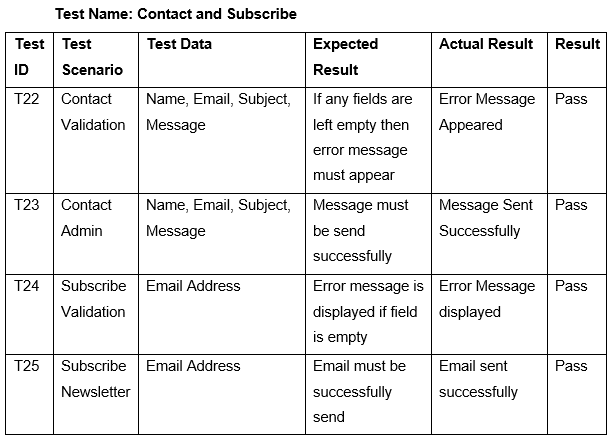 Test Name: Contact and Subscribe
Test ID	Test Scenario	Test Data	Expected Result	Actual Result	Result
T22	Contact Validation	Name, Email, Subject, Message	If any fields are left empty then error message must appear	Error Message Appeared	Pass
T23	Contact Admin	Name, Email, Subject, Message	Message must be send successfully	Message Sent Successfully	Pass
T24	Subscribe Validation	Email Address	Error message is displayed if field is empty	Error Message displayed	Pass
T25	Subscribe Newsletter	Email Address	Email must be successfully send	Email sent successfully	Pass